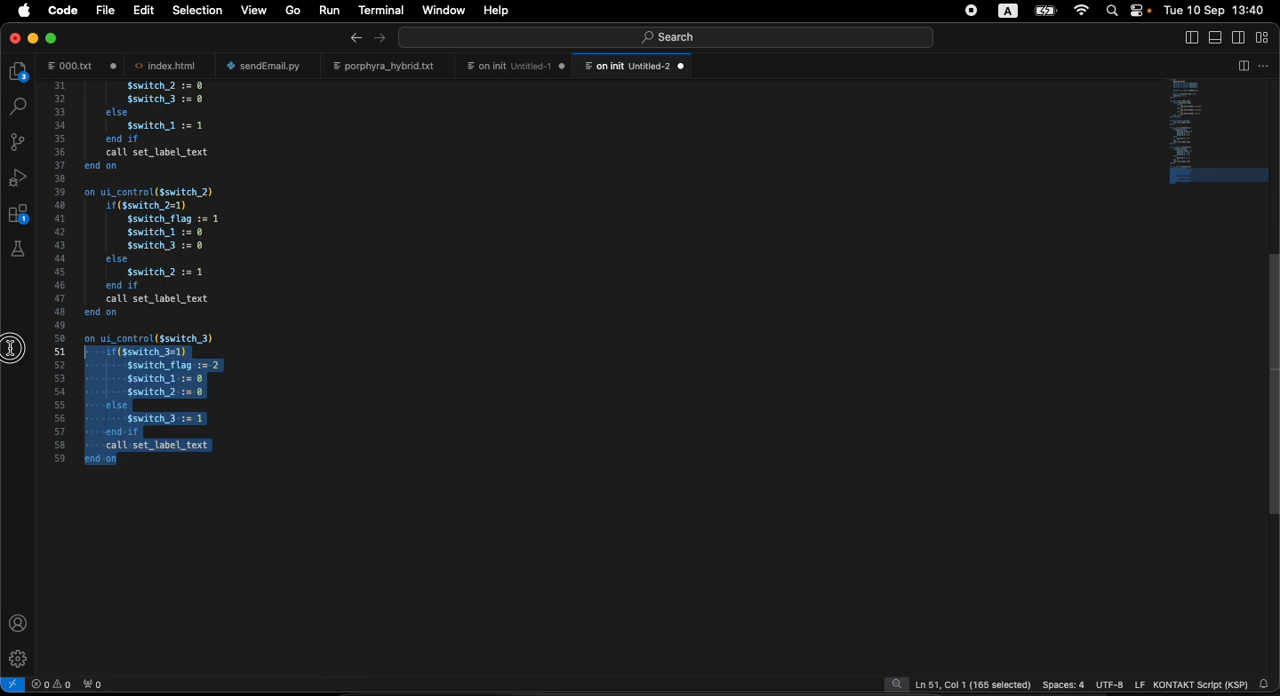 Code File Edit Selection View Go Run Terminal Window Help A Tue 10 Sep 13:40
Search
000.txt index.html sendEmail.py porphyra_hybrid.txt on init Untitled-1 on init Untitled-2
31 $switch_2 := 0
32 $switch_3 := 0
33 else
34 $switch_1 := 1
35 end if
36 call set_label_text
37 end on
38
39 on ui_control($switch_2)
40 if($switch_2=1)
41 $switch_flag := 1
42 $switch_1 := 0
43 $switch_3 := 0
44 else
45 $switch_2 := 1
46 end if
47 call set_label_text
48 end on
49
50 on ui_control($switch_3)
51 if($switch_3=1)
52 $switch_flag := 2
53 $switch_1 := 0
54 $switch_2 := 0
55 else
56 $switch_3 := 1
57 end if
58 call set_label_text
59 end on
3
1
0 0 0 Ln 51, Col 1 (165 selected) Spaces: 4 UTF-8 LF KONTAKT Script (KSP)